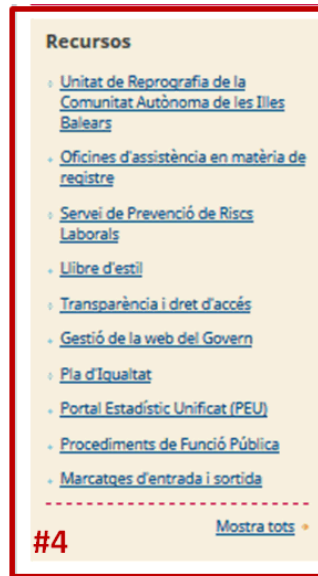 Recursos
Unitat de Reprografia de la
Comunitat Autònoma de les Illes
Balears
Oficines d'assistència en matèria de
registre
Servei de Prevenció de Riscs
Laborals
Llibre d'estil
Transparència i dret d'accés
Gestió de la web del Govern
Pla d'Igualtat
Portal Estadístic Unificat (PEU)
Procediments de Funció Pública
Marcatges d'entrada i sortida
Mostra tots
#4